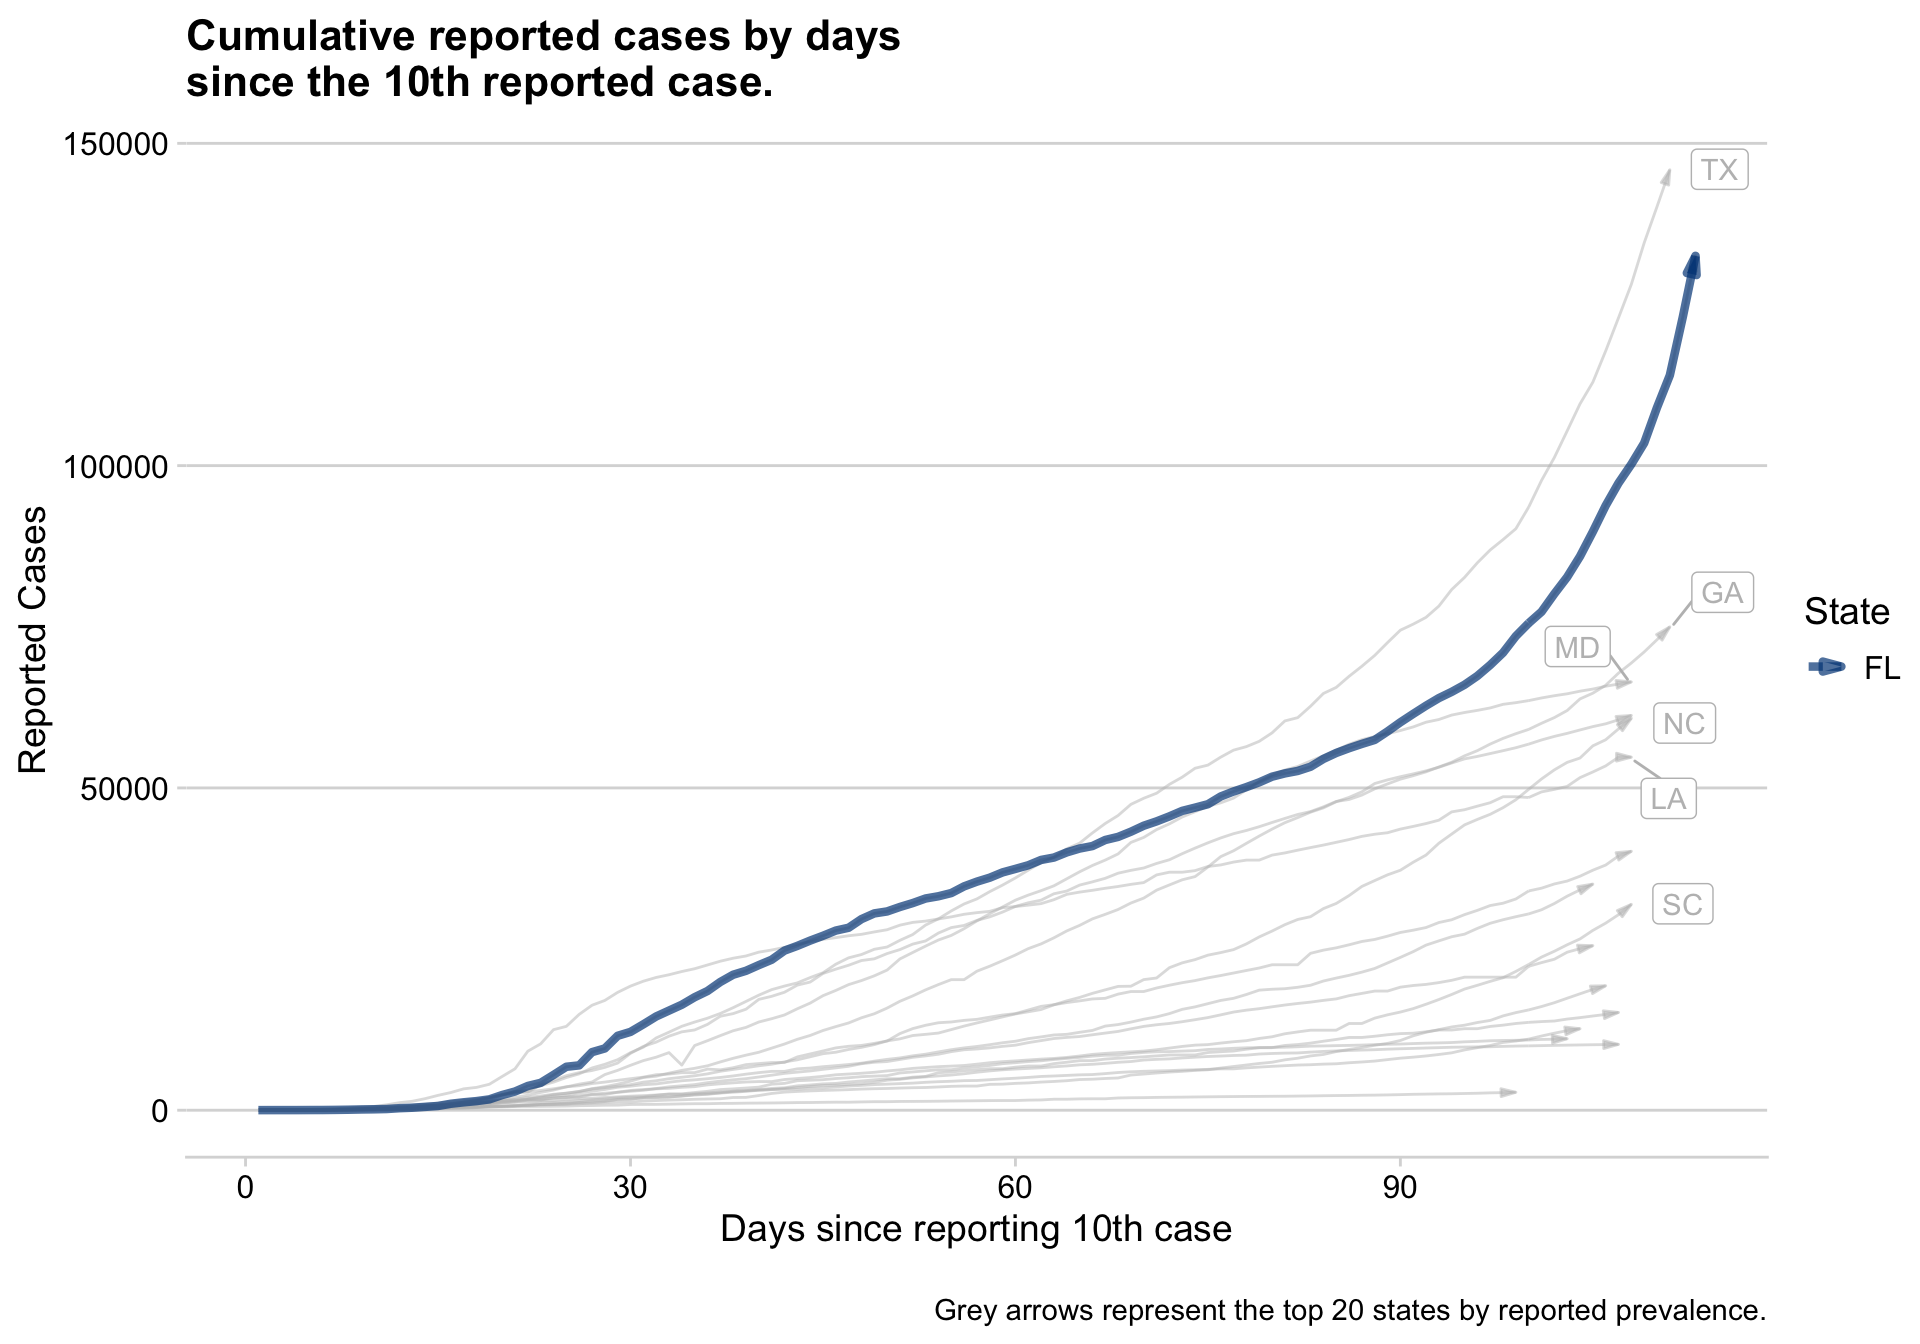 Cumulative reported cases by days
since the 10th reported case.
150000
100000
50000
0
Reported Cases
TX
GA
MD
NC
LA
SC
State
FL
0 30 60 90
Days since reporting 10th case
Grey arrows represent the top 20 states by reported prevalence.